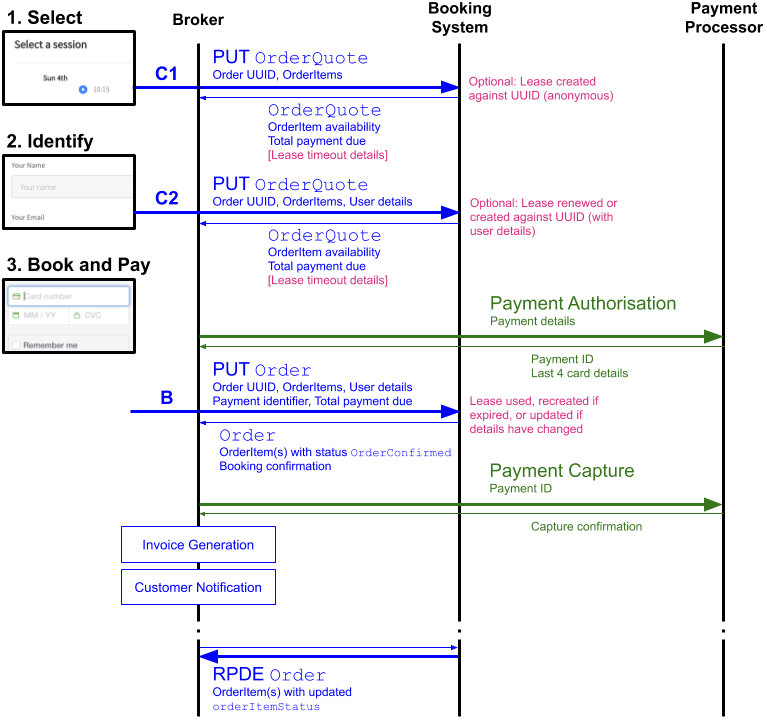 1. Select
Broker
Booking
System
Payment
Processor
Select a session
Sun 4th
10:15
C1
PUT OrderQuote
Order UUID, OrderItems
Optional: Lease created
against UUID (anonymous)
OrderQuote
OrderItem availability
Total payment due
[Lease timeout details]
2. Identify
Your Name
Your name
Your Email
C2
PUT OrderQuote
Order UUID, OrderItems, User details
Optional: Lease renewed or
created against UUID (with
user details)
OrderQuote
OrderItem availability
Total payment due
[Lease timeout details]
3. Book and Pay
Card number
MM / YY
CVC
Remember me
Payment Authorisation
Payment details
Payment ID
Last 4 card details
B
PUT Order
Order UUID, OrderItems, User details
Payment identifier, Total payment due
Lease used, recreated if
expired, or updated if
details have changed
Order
OrderItem(s) with status OrderConfirmed
Booking confirmation
Payment Capture
Payment ID
Capture confirmation
Invoice Generation
Customer Notification
RPDE Order
OrderItem(s) with updated
orderItemStatus